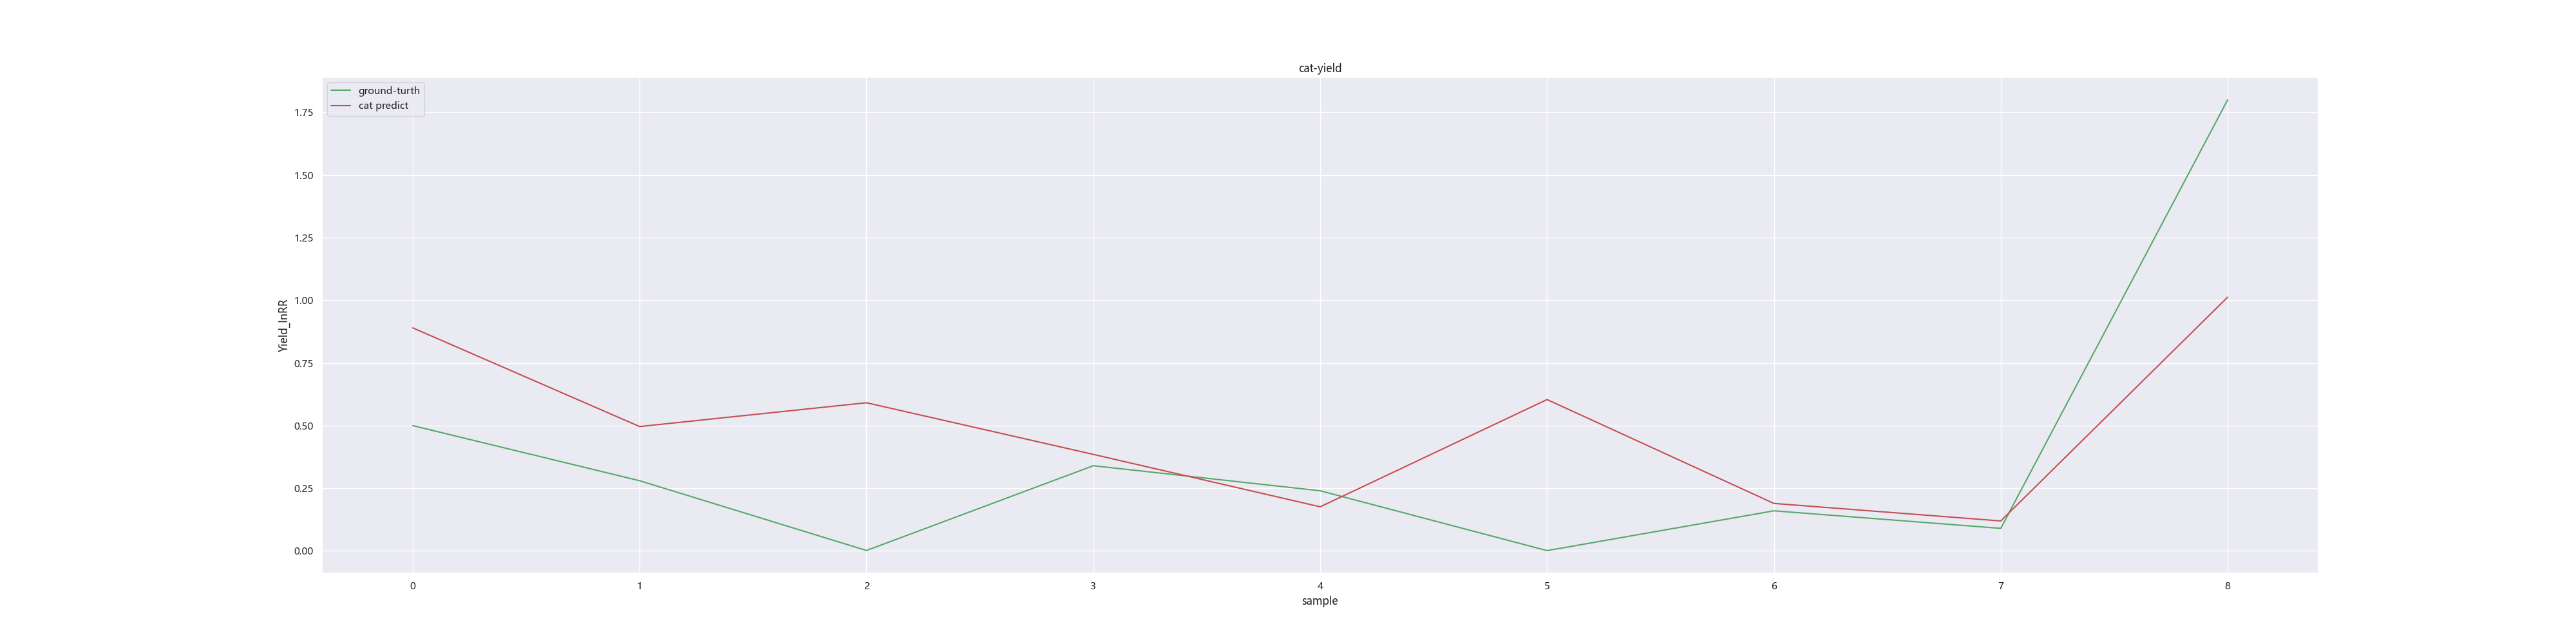 cat-yield
ground-turth
cat predict
1.75
1.50
1.25
1.00
0.75
0.50
0.25
0.00
Yield_lnRR
0 1 2 3 4 5 6 7 8
sample